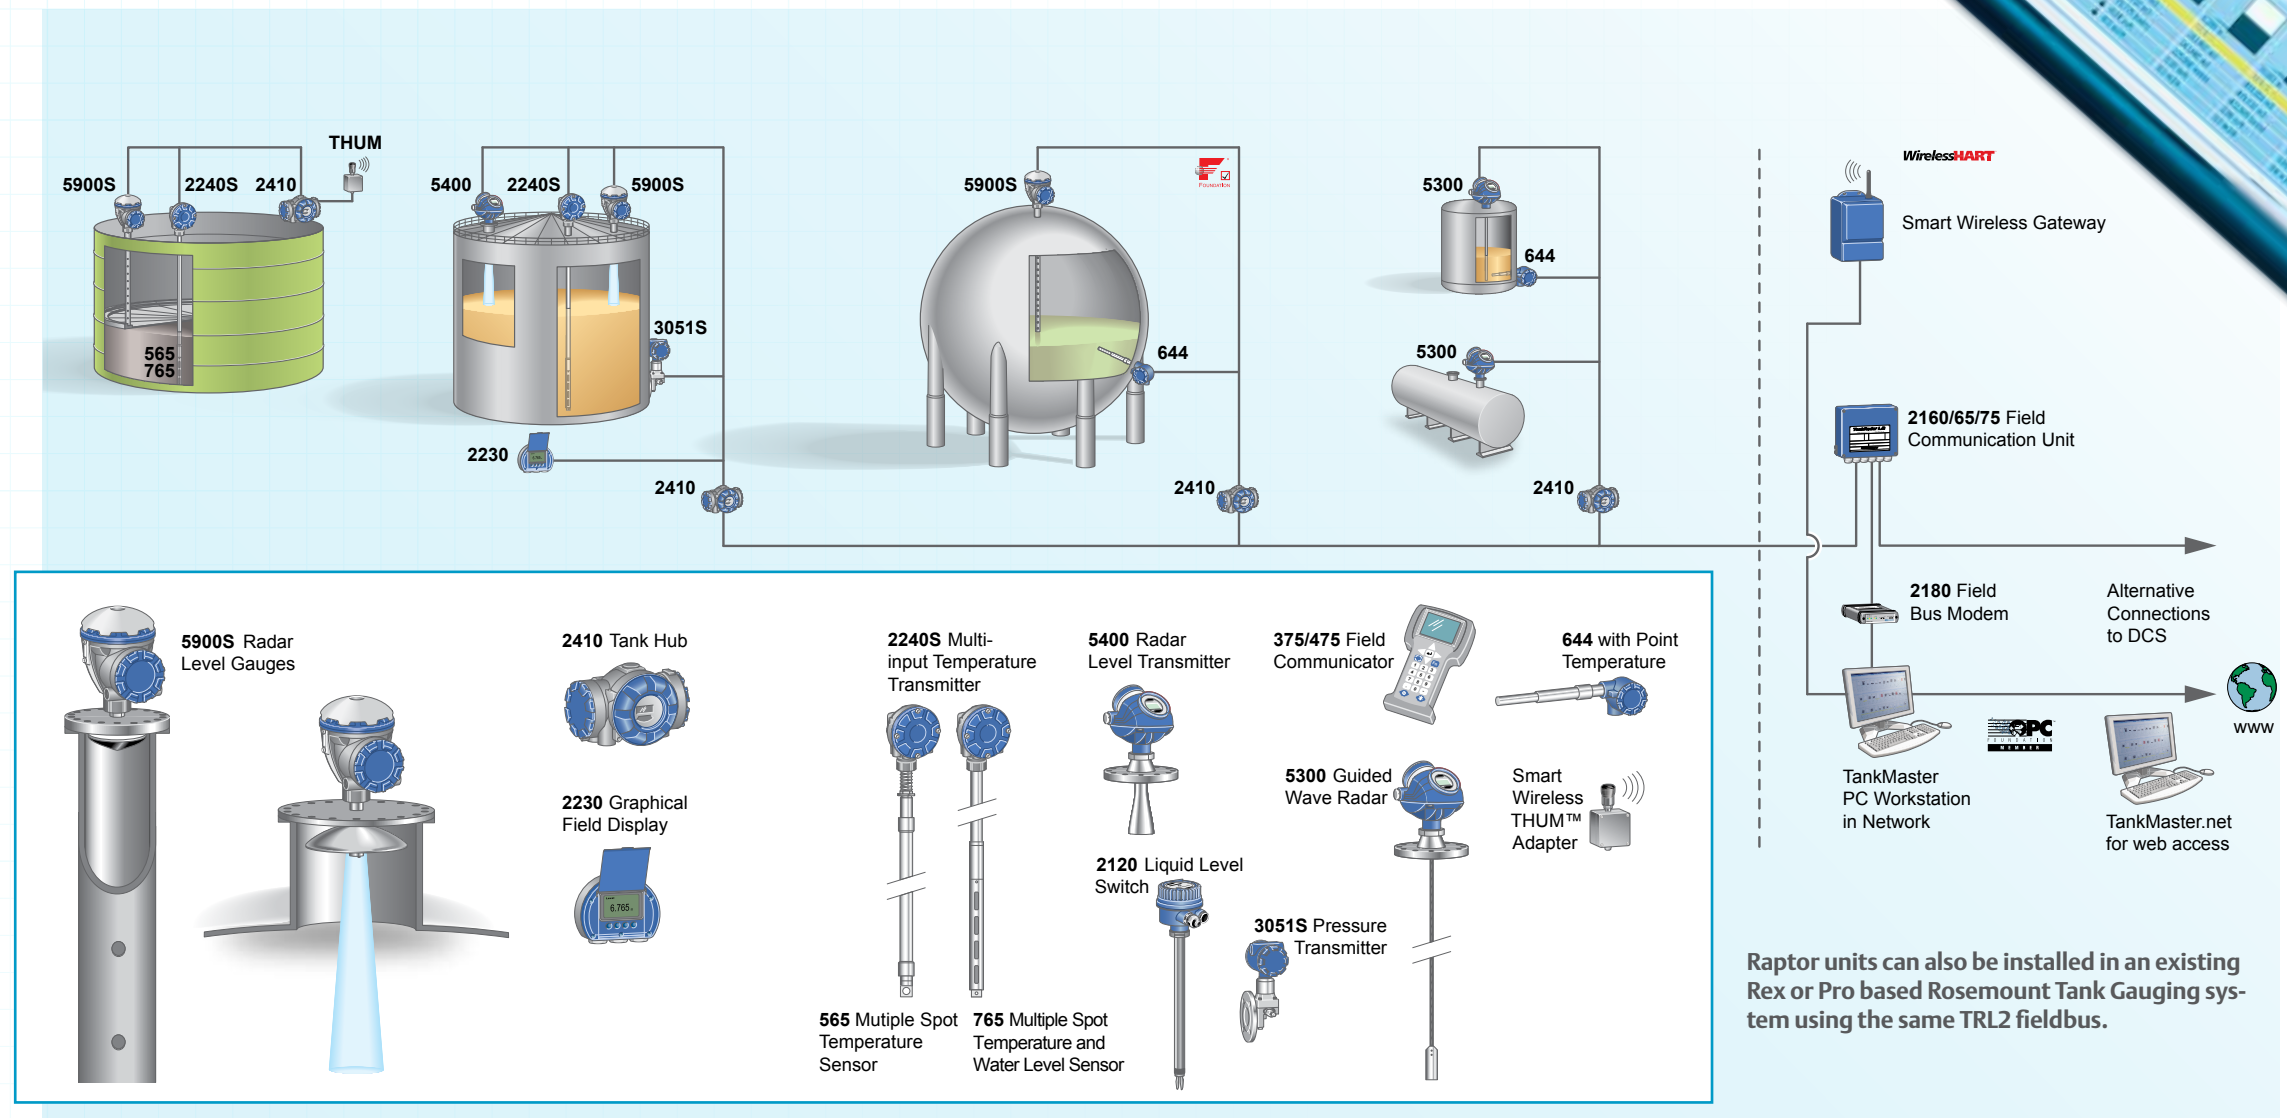 THUM
5900S
2240S
2410
565
765
5400
2240S
5900S
3051S
2230
2410
5900S
FOUNDATION
644
2410
5300
644
5300
2410
WirelessHART
Smart Wireless Gateway
2160/65/75 Field
Communication Unit
2180 Field
Bus Modem
Alternative
Connections
to DCS
www
OPC
FOUNDATION
MEMBER
TankMaster
PC Workstation
in Network
TankMaster.net
for web access
5900S Radar
Level Gauges
2410 Tank Hub
2230 Graphical
Field Display
6.765
2240S Multi-
input Temperature
Transmitter
565 Mutiple Spot
Temperature
Sensor
765 Multiple Spot
Temperature and
Water Level Sensor
5400 Radar
Level Transmitter
2120 Liquid Level
Switch
375/475 Field
Communicator
5300 Guided
Wave Radar
3051S Pressure
Transmitter
644 with Point
Temperature
Smart
Wireless
THUM™
Adapter
Raptor units can also be installed in an existing
Rex or Pro based Rosemount Tank Gauging sys-
tem using the same TRL2 fieldbus.